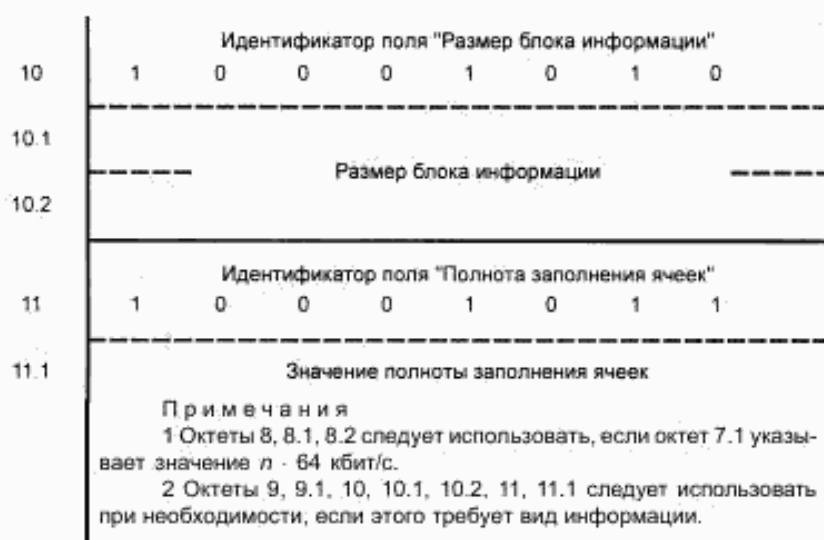 Идентификатор поля "Размер блока информации"
10 1 0 0 0 1 0 1 0
10.1
Размер блока информации
10.2
Идентификатор поля "Полнота заполнения ячеек"
11 1 0 0 0 1 0 1 1
11.1 Значение полноты заполнения ячеек
Примечания
1 Октеты 8, 8.1, 8.2 следует использовать, если октет 7.1 указы-
вает значение n · 64 кбит/с.
2 Октеты 9, 9.1, 10, 10.1, 10.2, 11, 11.1 следует использовать
при необходимости, если этого требует вид информации.